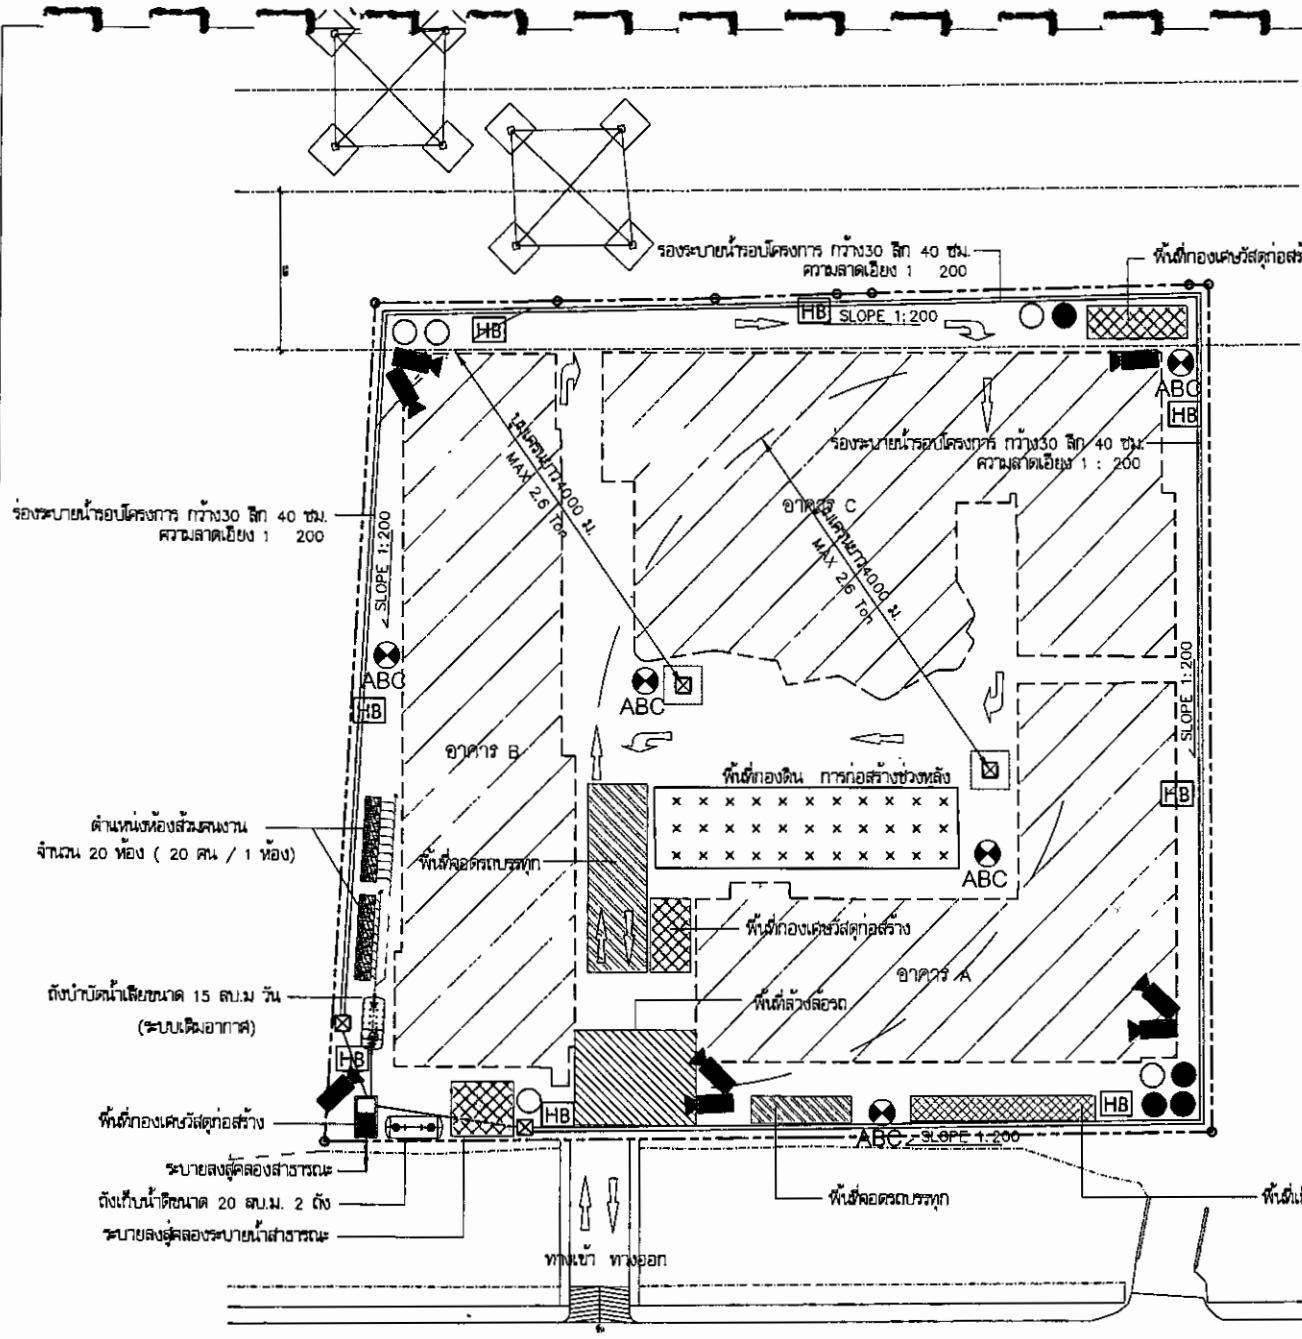 ร่องระบายน้ำรอบโครงการ กว้าง30 ลึก 40 ซม.
ความลาดเอียง 1 200
HB
HB
SLOPE 1:200
ABC
HB
ร่องระบายน้ำรอบโครงการ กว้าง30 ลึก 40 ซม.
ความลาดเอียง 1 : 200
MAX 2.6 Ton
อาคาร C
MAX 2.6 Ton
ร่องระบายน้ำรอบโครงการ กว้าง30 ลึก 40 ซม.
ความลาดเอียง 1 200
SLOPE 1:200
ABC
HB
ABC
SLOPE 1:200
อาคาร B
พื้นที่กองดิน การก่อสร้างช่วงหลัง
HB
ตำแหน่งห้องส้วมคนงาน
จำนวน 20 ห้อง ( 20 คน / 1 ห้อง)
พื้นที่จอดรถบรรทุก
ABC
พื้นที่กองเศษวัสดุก่อสร้าง
อาคาร A
ถังบำบัดน้ำเสียขนาด 15 ลบ.ม วัน
(ระบบเติมอากาศ)
พื้นที่ล้างล้อรถ
HB
พื้นที่กองเศษวัสดุก่อสร้าง
HB
HB
ABC
SLOPE 1:200
ระบายลงสู่คลองสาธารณะ
ถังเก็บน้ำดีขนาด 20 ลบ.ม. 2 ถัง
พื้นที่จอดรถบรรทุก
ระบายลงสู่คลองระบายน้ำสาธารณะ
ทางเข้า ทางออก